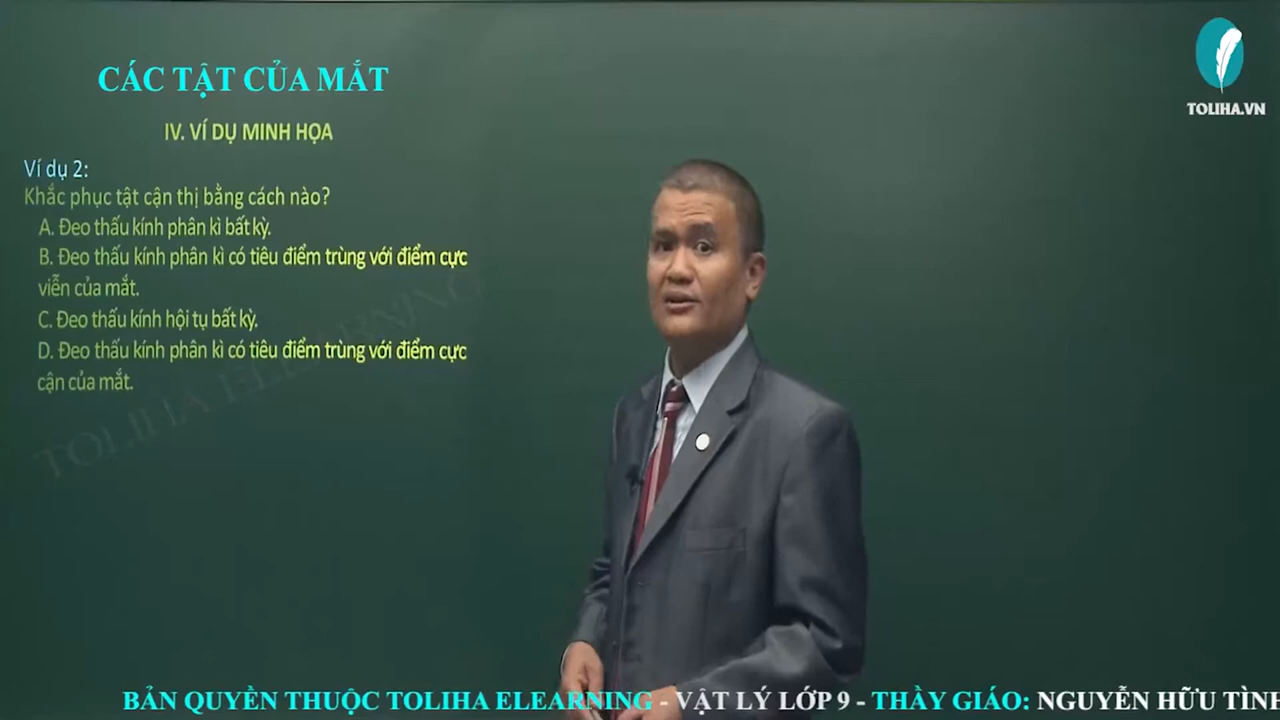 CÁC TẬT CỦA MẮT
TOLIHA.VN
IV. VÍ DỤ MINH HỌA
Ví dụ 2:
Khắc phục tật cận thị bằng cách nào?
A. Đeo thấu kính phân kì bất kỳ.
B. Đeo thấu kính phân kì có tiêu điểm trùng với điểm cực
viễn của mắt.
C. Đeo thấu kính hội tụ bất kỳ.
D. Đeo thấu kính phân kì có tiêu điểm trùng với điểm cực
cận của mắt.
TOLIHA ELEARNING
BẢN QUYỀN THUỘC TOLIHA ELEARNING - VẬT LÝ LỚP 9 - THẦY GIÁO: NGUYỄN HỮU TÌNH